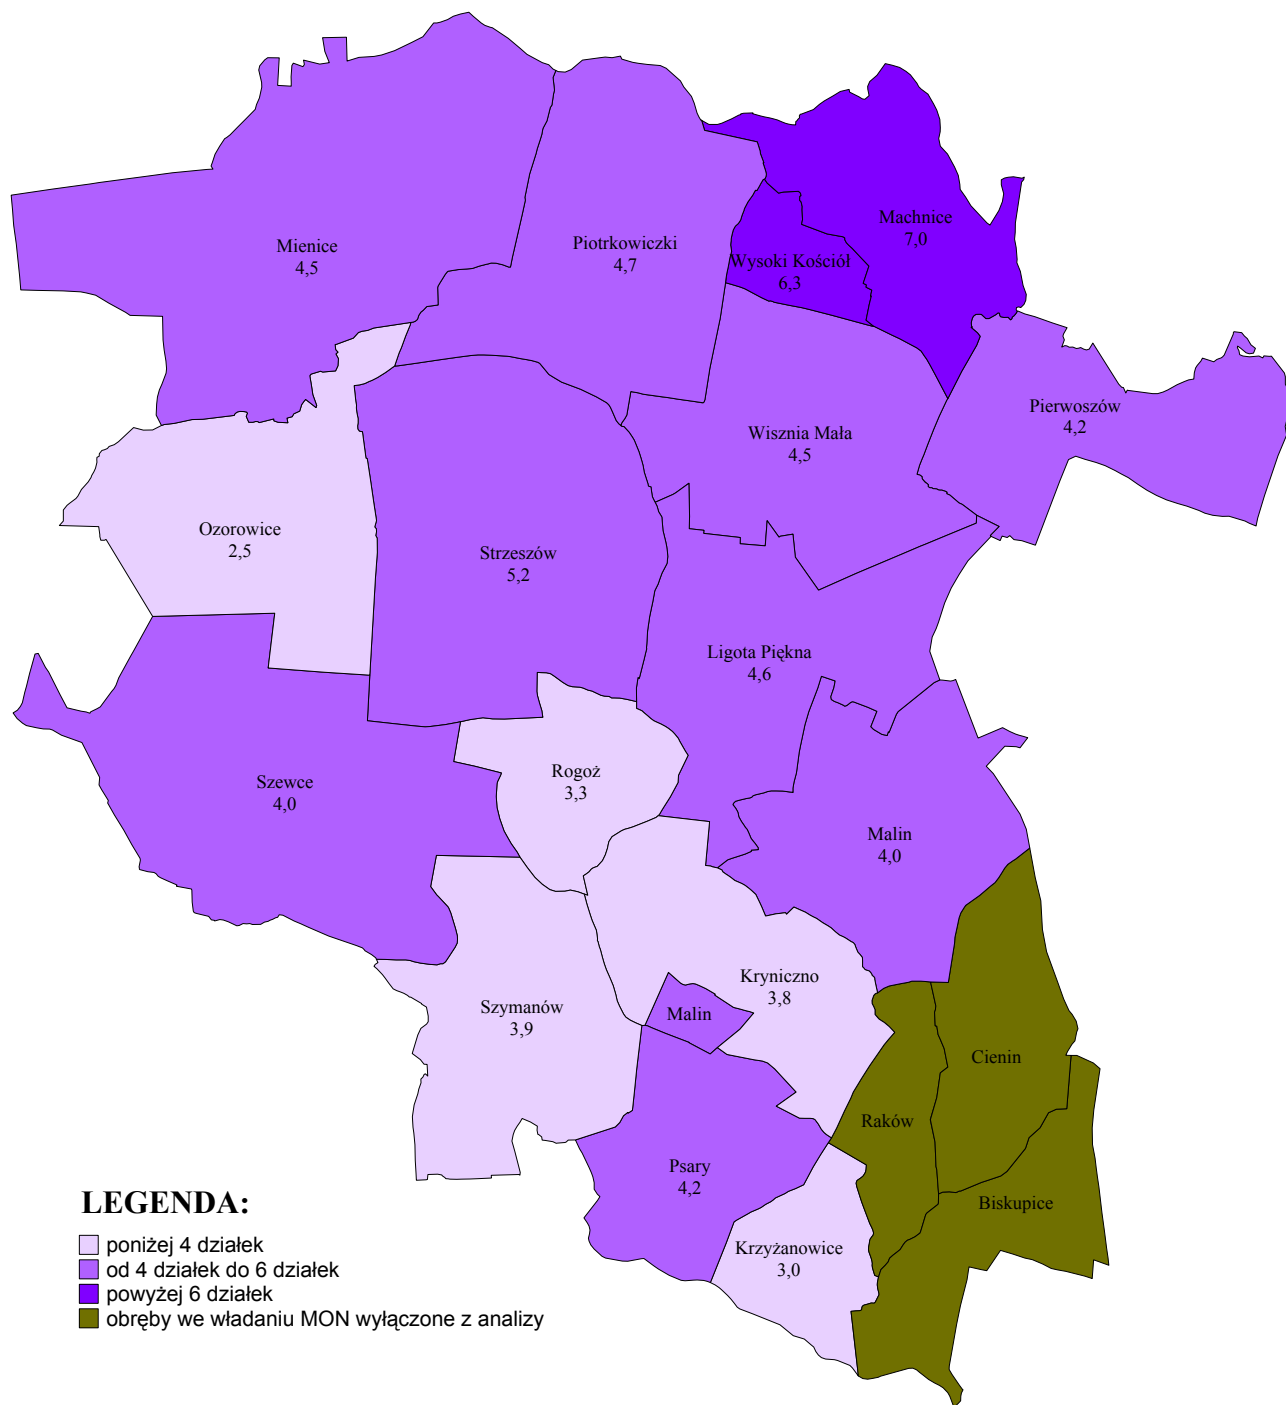 Mienice
4,5
Piotrkowiczki
4,7
Machnice
7,0
Wysoki Kościół
6,3
Pierwoszów
4,2
Wisznia Mała
4,5
Ozorowice
2,5
Strzeszów
5,2
Ligota Piękna
4,6
Rogoż
3,3
Szewce
4,0
Malin
4,0
Kryniczno
3,8
Szymanów
3,9
Malin
Cienin
Raków
Psary
4,2
Biskupice
Krzyżanowice
3,0
LEGENDA:
poniżej 4 działek
od 4 działek do 6 działek
powyżej 6 działek
obręby we władaniu MON wyłączone z analizy